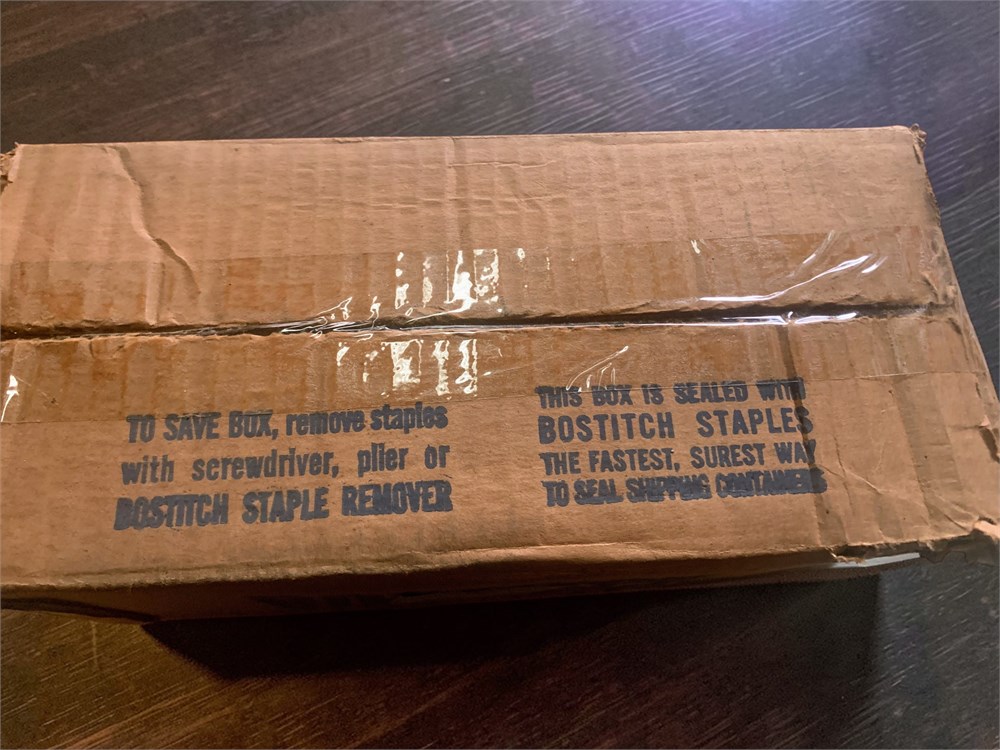 TO SAVE BOX, remove staples
with screwdriver, plier or
BOSTITCH STAPLE REMOVER
THIS BOX IS SEALED WITH
BOSTITCH STAPLES
THE FASTEST, SUREST WAY
TO SEAL SHIPPING CONTAINERS